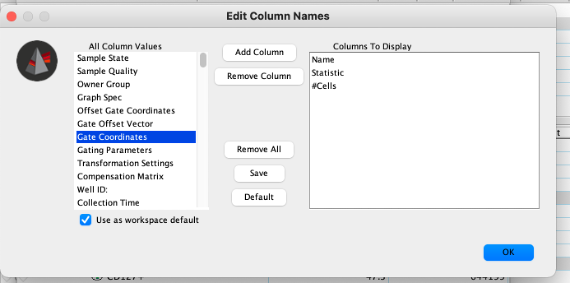 Edit Column Names
All Column Values
Sample State
Sample Quality
Owner Group
Graph Spec
Offset Gate Coordinates
Gate Offset Vector
Gate Coordinates
Gating Parameters
Transformation Settings
Compensation Matrix
Well ID:
Collection Time
Use as workspace default
Add Column
Remove Column
Remove All
Save
Default
Columns To Display
Name
Statistic
#Cells
OK